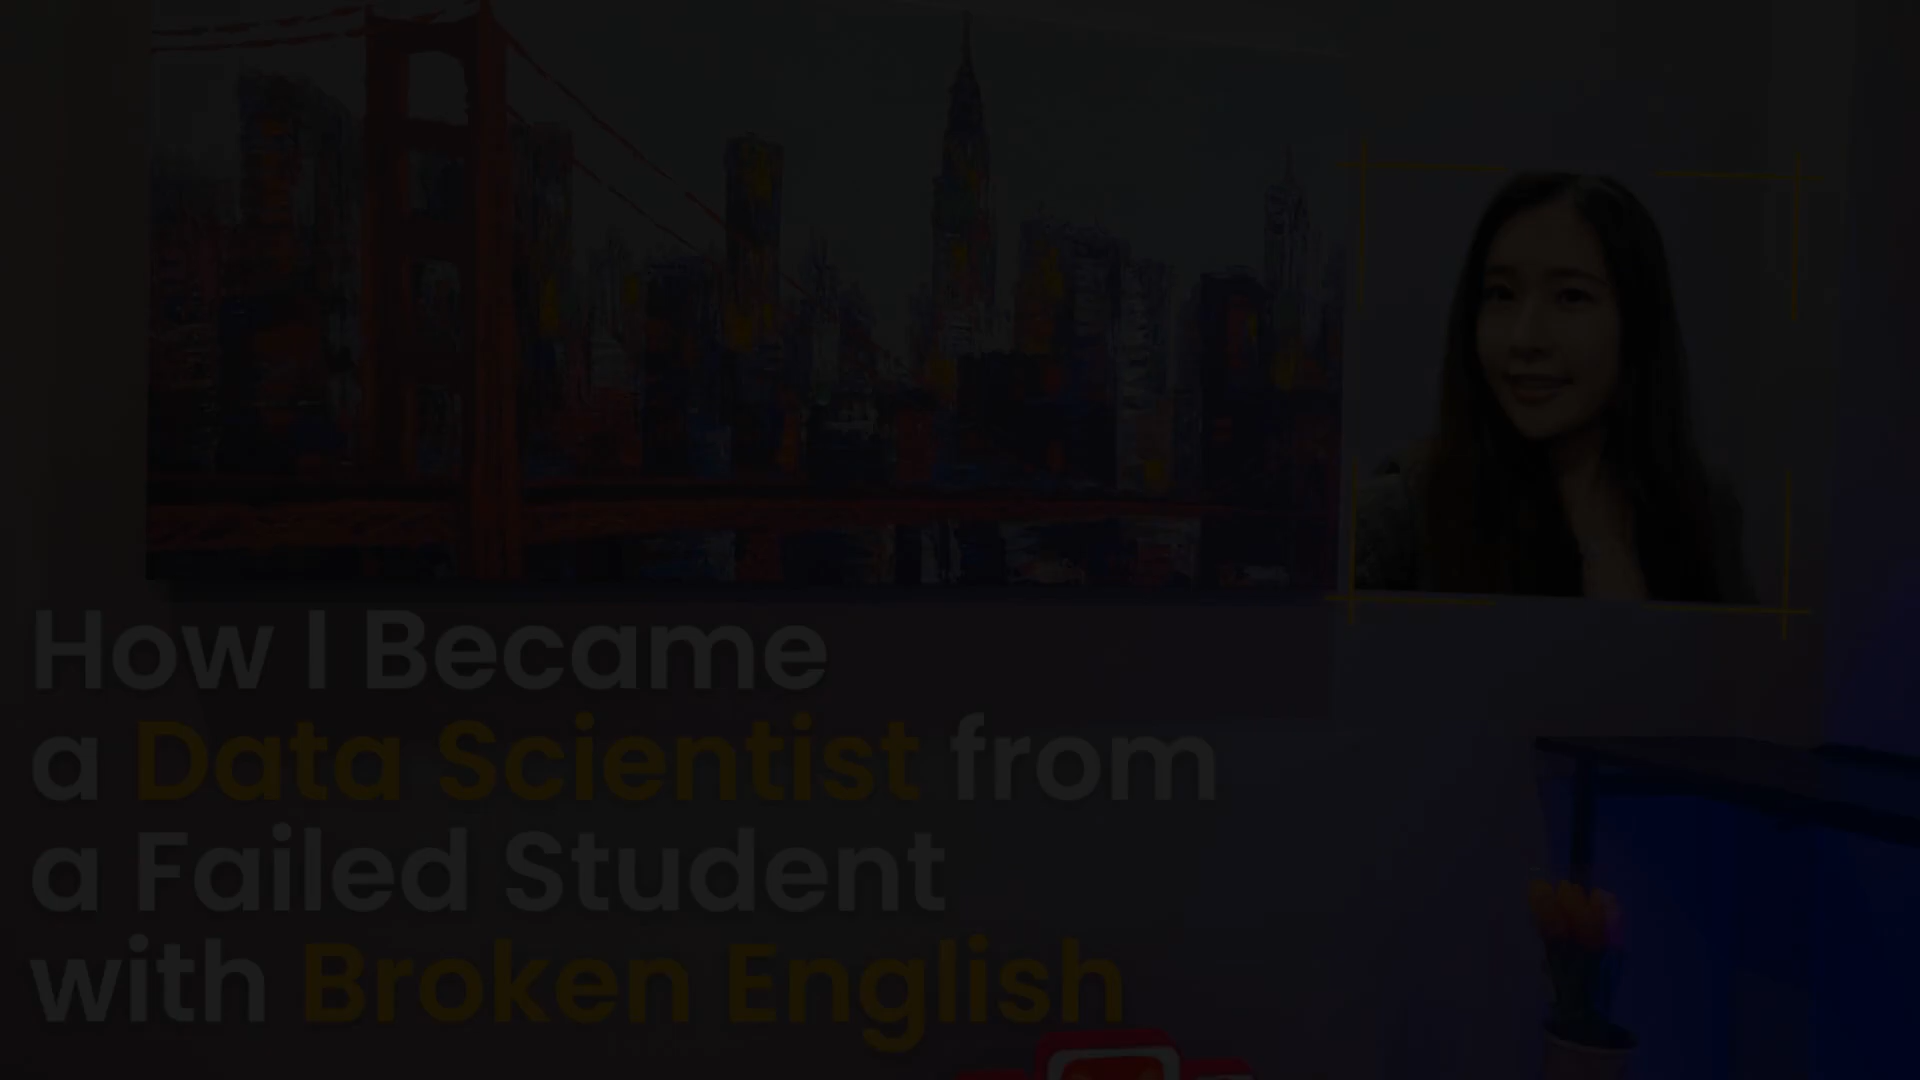 How I Became
a Data Scientist from
a Failed Student
with Broken English